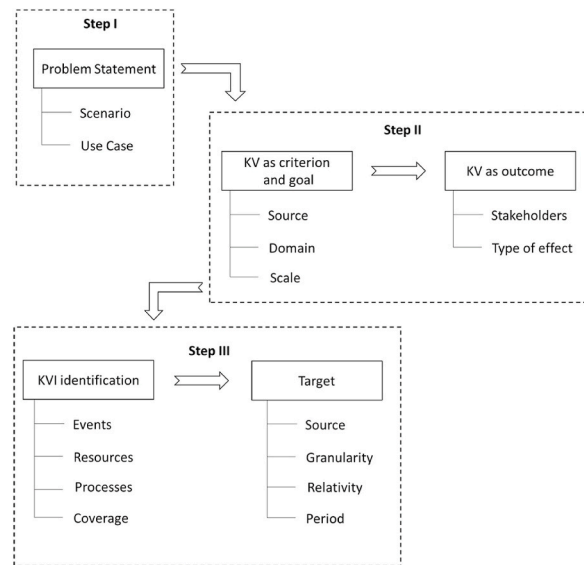 Step I
Problem Statement
Scenario
Use Case
Step II
KV as criterion
and goal
Source
Domain
Scale
KV as outcome
Stakeholders
Type of effect
Step III
KVI identification
Events
Resources
Processes
Coverage
Target
Source
Granularity
Relativity
Period